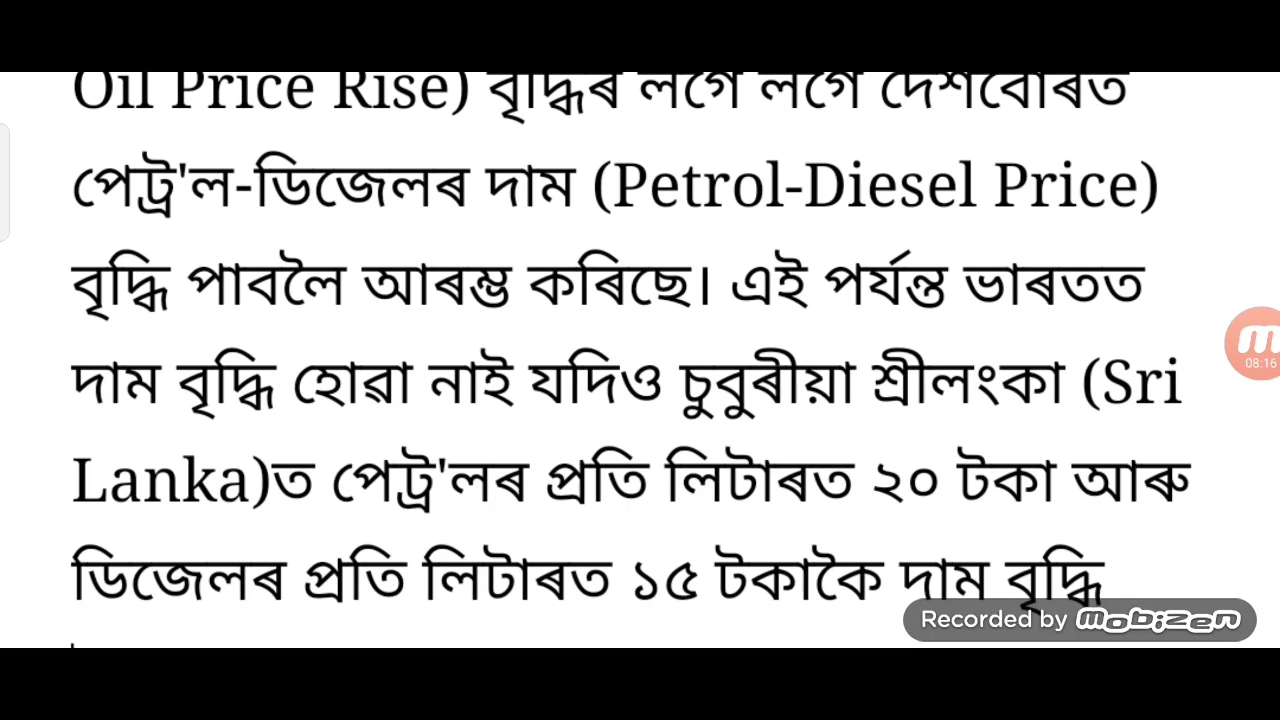 Oil Price Rise) বৃদ্ধিৰ লগে লগে দেশবোৰত
পেট্ৰ'ল-ডিজেলৰ দাম (Petrol-Diesel Price)
বৃদ্ধি পাবলৈ আৰম্ভ কৰিছে। এই পৰ্যন্ত ভাৰতত
দাম বৃদ্ধি হোৱা নাই যদিও চুবুৰীয়া শ্ৰীলংকা (Sri
Lanka)ত পেট্ৰ'লৰ প্ৰতি লিটাৰত ২০ টকা আৰু
ডিজেলৰ প্ৰতি লিটাৰত ১৫ টকাকৈ দাম বৃদ্ধি
08:16
Recorded by mobizen